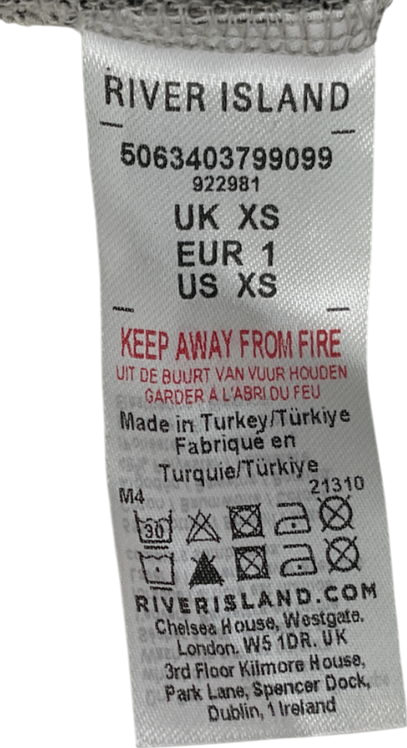 RIVER ISLAND
5063403799099
922981
UK XS
EUR 1
US XS
KEEP AWAY FROM FIRE
UIT DE BUURT VAN VUUR HOUDEN
GARDER À L'ABRI DU FEU
Made in Turkey/Türkiye
Fabriqué en
Turquie/Türkiye
M4 21310
30
RIVERISLAND.COM
Chelsea House, Westgate.
London. W5 1DR. UK
3rd Floor Kilmore House,
Park Lane, Spencer Dock,
Dublin, 1 Ireland